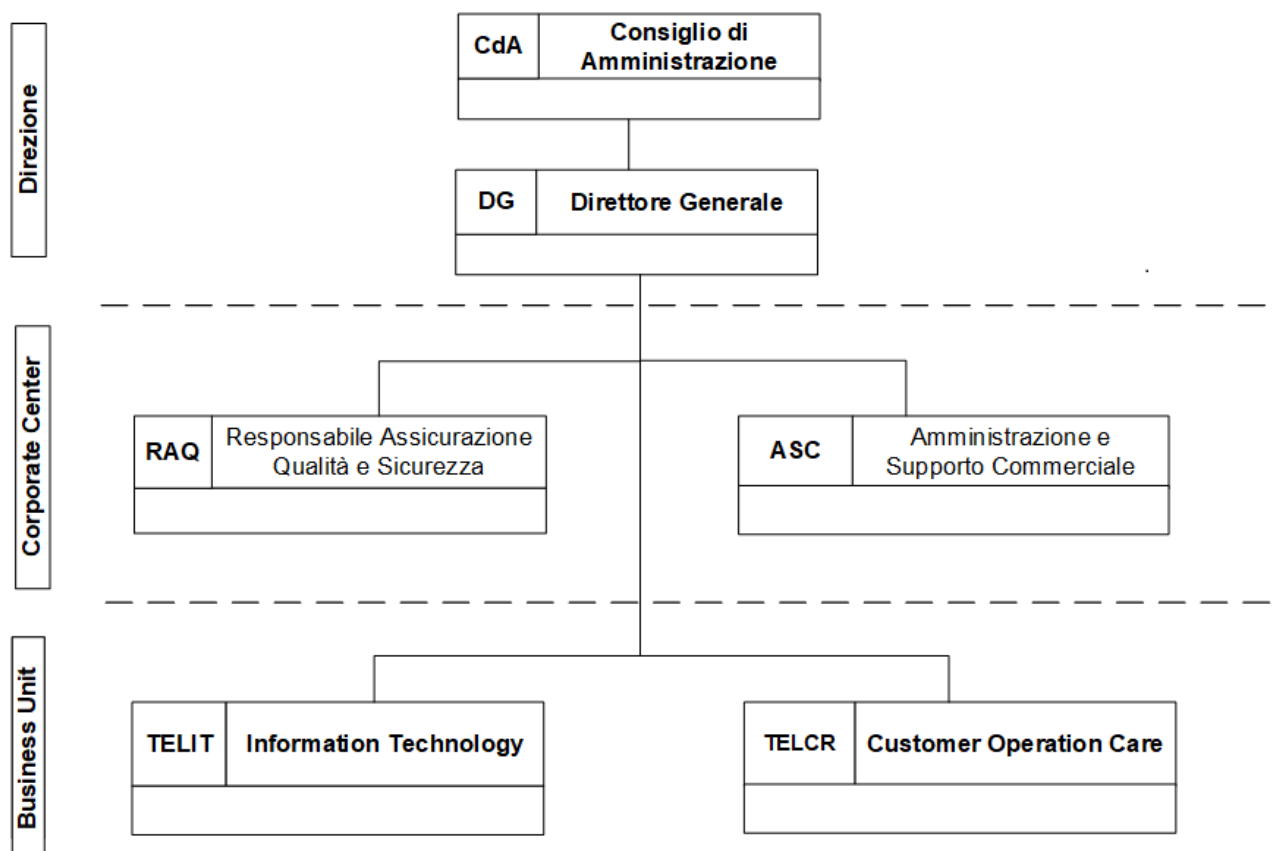 Direzione
CdA
Consiglio di
Amministrazione
DG
Direttore Generale
Corporate Center
RAQ
Responsabile Assicurazione
Qualità e Sicurezza
ASC
Amministrazione e
Supporto Commerciale
Business Unit
TELIT
Information Technology
TELCR
Customer Operation Care